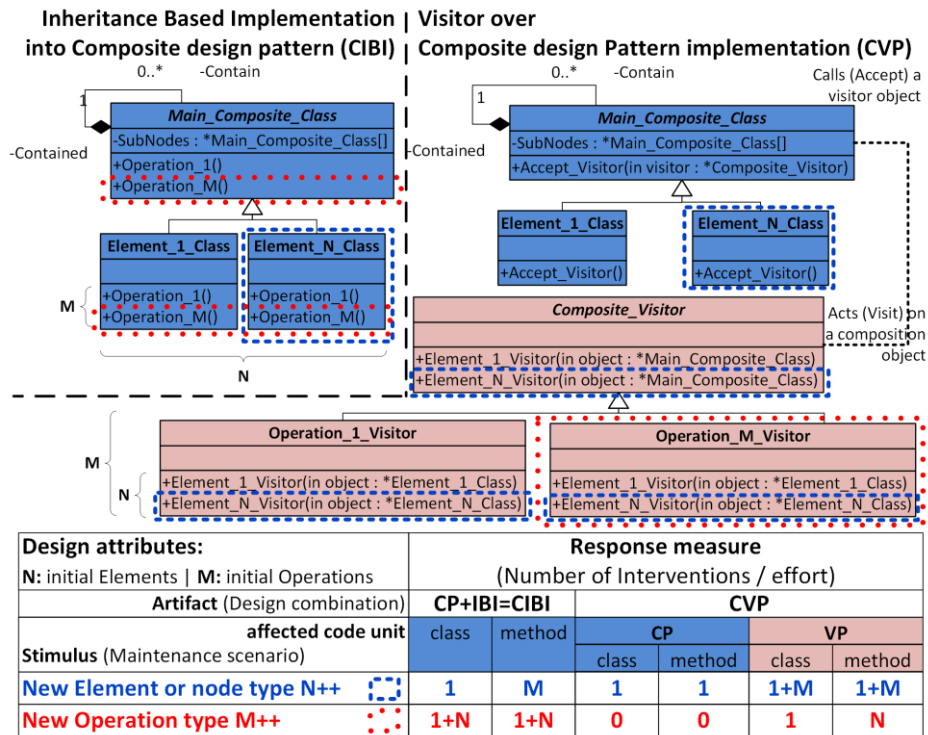 Inheritance Based Implementation
into Composite design pattern (CIBI)
0..* -Contain
1
Main_Composite_Class
-SubNodes : *Main_Composite_Class[]
-Contained
+Operation_1()
+Operation_M()
Element_1_Class
+Operation_1()
+Operation_M()
Element_N_Class
+Operation_1()
+Operation_M()
M
N
Visitor over
Composite design Pattern implementation (CVP)
0..* -Contain
Calls (Accept) a
visitor object
1
Main_Composite_Class
-SubNodes : *Main_Composite_Class[]
-Contained
+Accept_Visitor(in visitor : *Composite_Visitor)
Element_1_Class
+Accept_Visitor()
Element_N_Class
+Accept_Visitor()
Composite_Visitor
+Element_1_Visitor(in object : *Main_Composite_Class)
+Element_N_Visitor(in object : *Main_Composite_Class)
Acts (Visit) on
a composition
object
M
N
Operation_1_Visitor
+Element_1_Visitor(in object : *Element_1_Class)
+Element_N_Visitor(in object : *Element_N_Class)
Operation_M_Visitor
+Element_1_Visitor(in object : *Element_1_Class)
+Element_N_Visitor(in object : *Element_N_Class)
Design attributes:
N: initial Elements | M: initial Operations
Response measure
(Number of Interventions / effort)
Artifact (Design combination) CP+IBI=CIBI CVP
affected code unit class method CP VP
Stimulus (Maintenance scenario) class method class method
New Element or node type N++ 1 M 1 1 1+M 1+M
New Operation type M++ 1+N 1+N 0 0 1 N